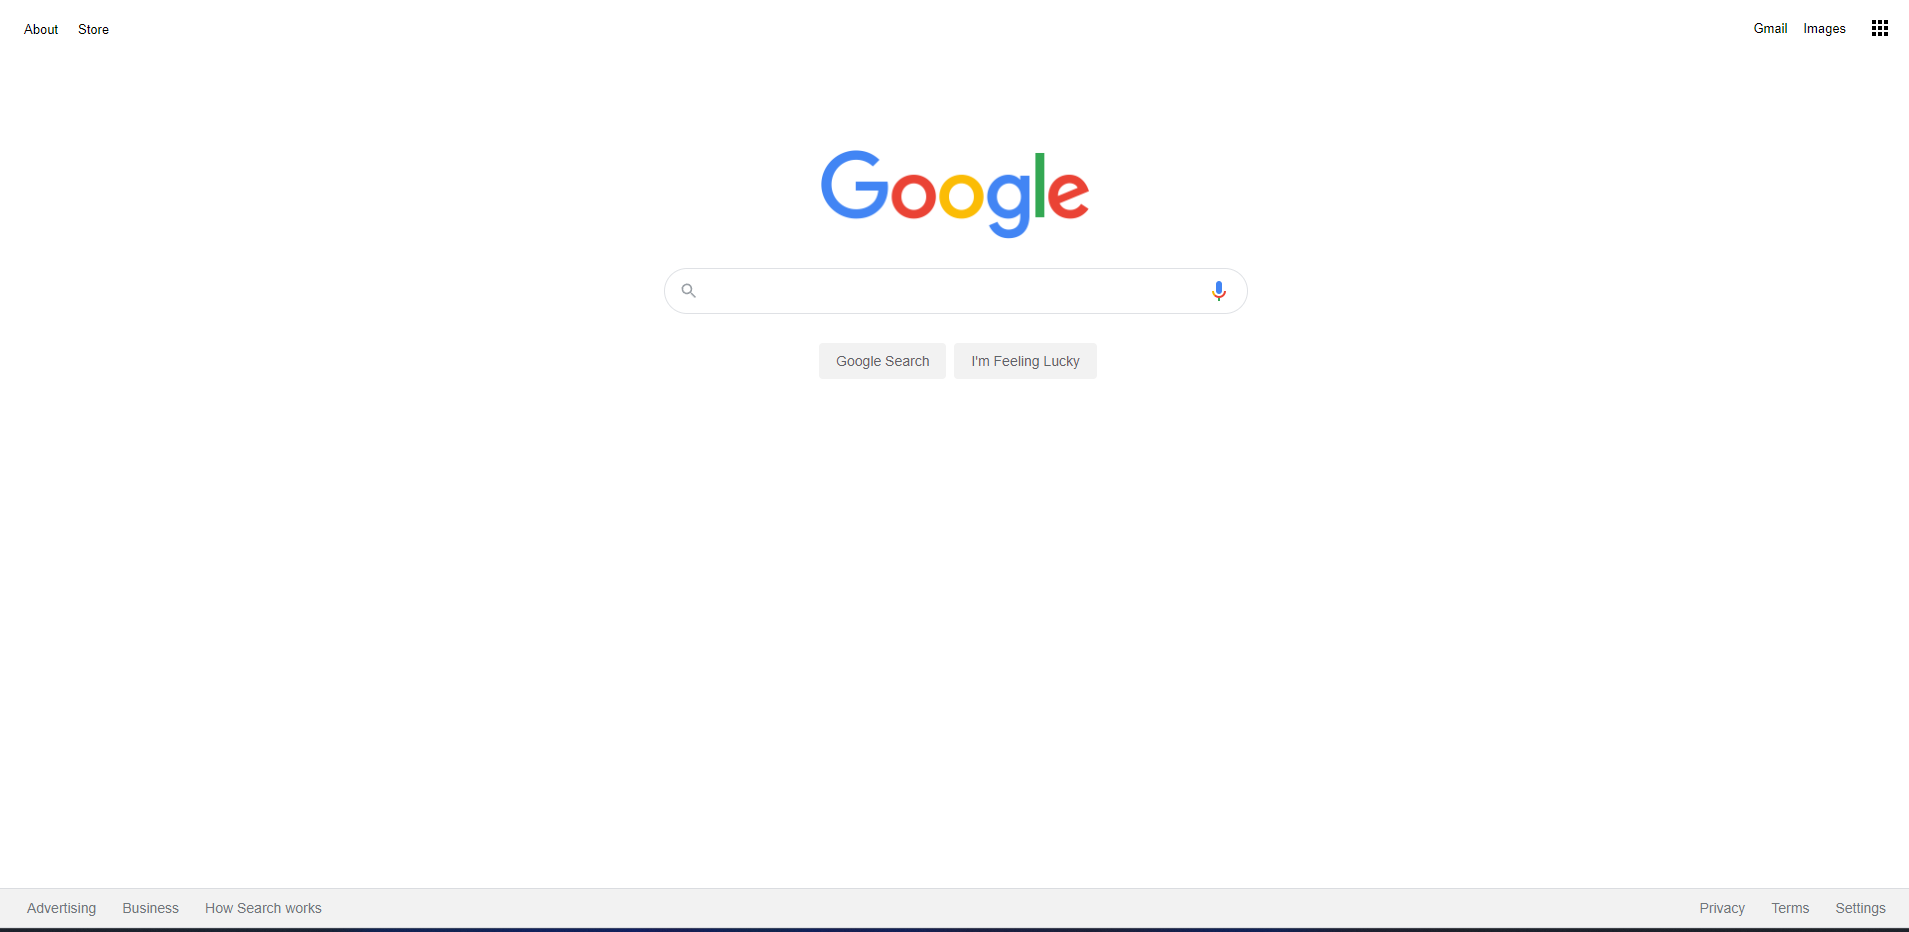 About Store Gmail Images
Google
Google Search I'm Feeling Lucky
Advertising Business How Search works Privacy Terms Settings